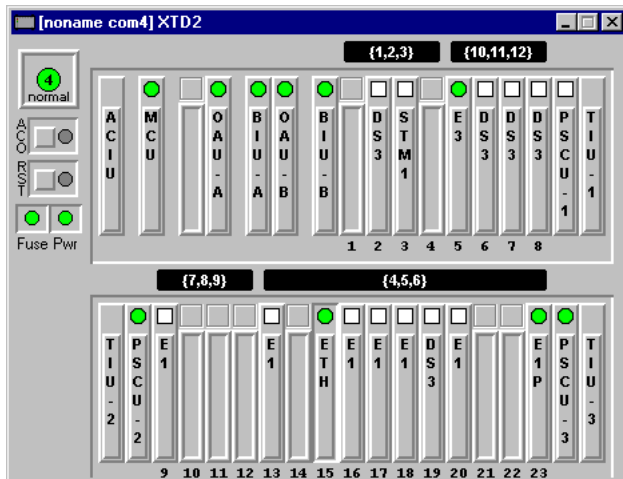 [noname com4] XTD2
{1,2,3} {10,11,12}
4
normal
ACO
RST
Fuse Pwr
ACIU MCU OAU-A BIU-A OAU-B BIU-B DS3 STM1 E3 DS3 DS3 DS3 PSCU-1 TIU-1
1 2 3 4 5 6 7 8
{7,8,9} {4,5,6}
TIU-2 PSCU-2 E1 E1 ETH E1 E1 E1 DS3 E1 E1P PSCU-3 TIU-3
9 10 11 12 13 14 15 16 17 18 19 20 21 22 23